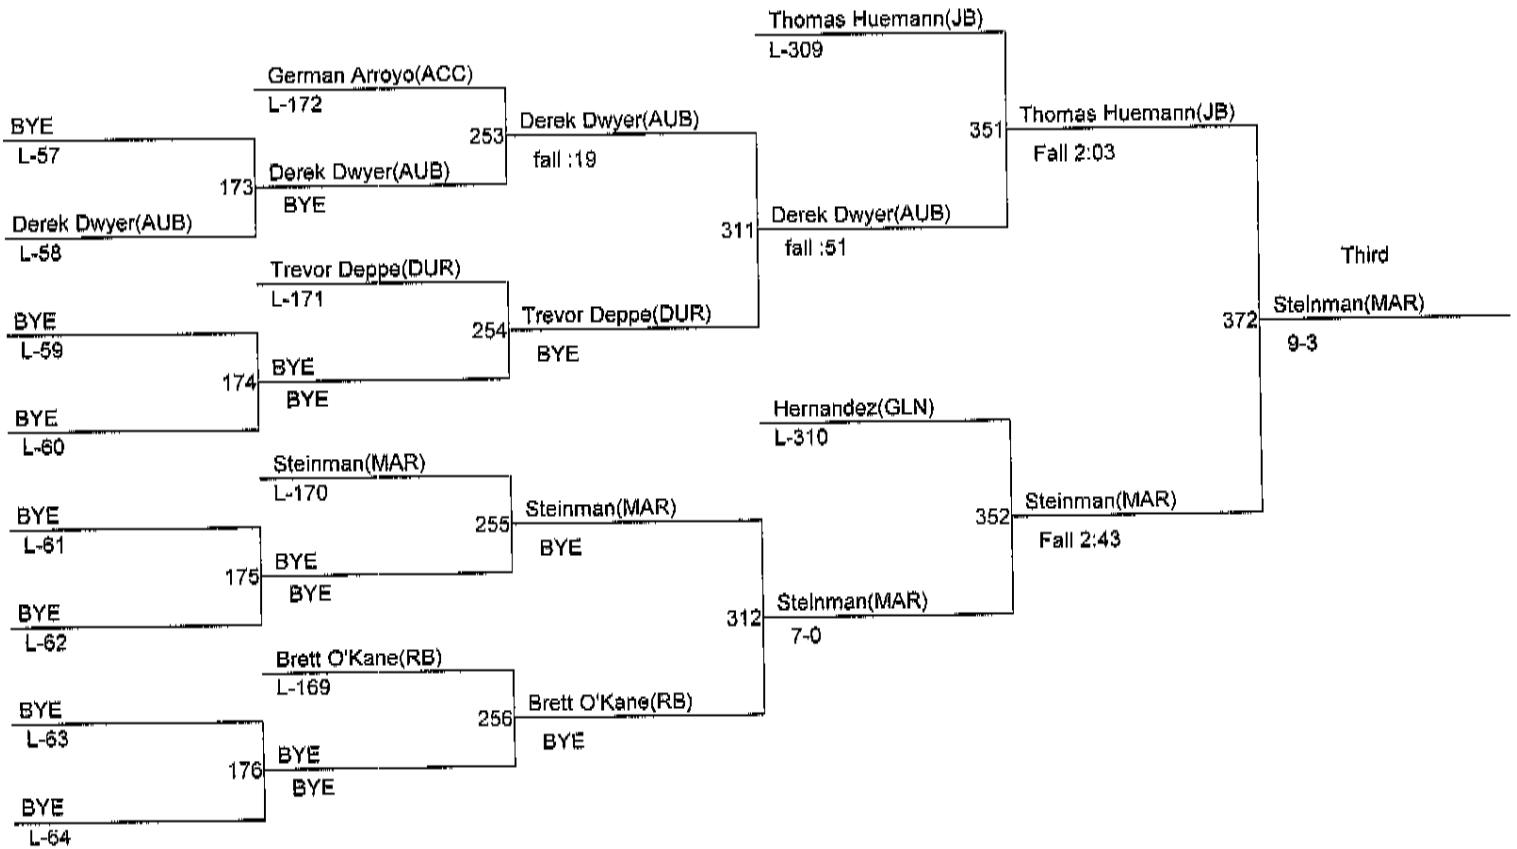 Thomas Huemann(JB)
L-309
German Arroyo(ACC)
L-172
BYE
L-57
253
Derek Dwyer(AUB)
fall :19
351
Thomas Huemann(JB)
Fall 2:03
173
Derek Dwyer(AUB)
BYE
Derek Dwyer(AUB)
L-58
311
Derek Dwyer(AUB)
fall :51
Third
Trevor Deppe(DUR)
L-171
BYE
L-59
254
Trevor Deppe(DUR)
BYE
372
Steinman(MAR)
9-3
174
BYE
BYE
BYE
L-60
Hernandez(GLN)
L-310
Steinman(MAR)
L-170
BYE
L-61
255
Steinman(MAR)
BYE
352
Steinman(MAR)
Fall 2:43
175
BYE
BYE
BYE
L-62
312
Steinman(MAR)
7-0
Brett O'Kane(RB)
L-169
BYE
L-63
256
Brett O'Kane(RB)
BYE
176
BYE
BYE
BYE
L-64